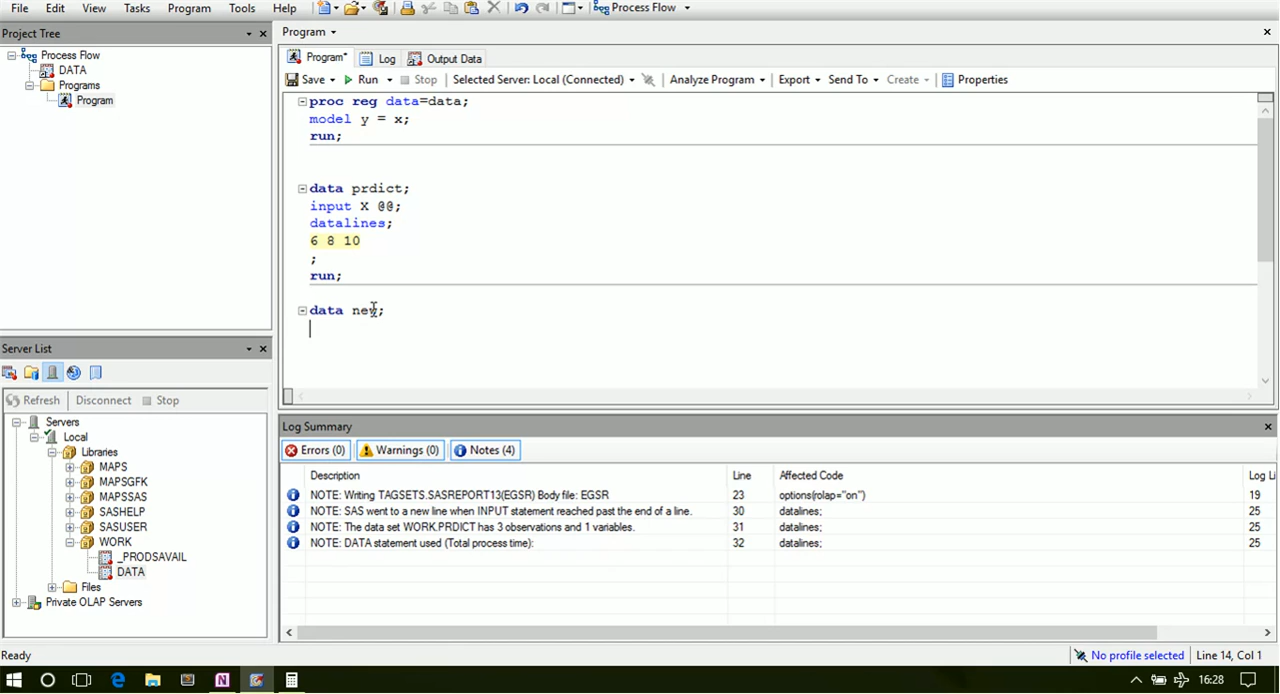 File Edit View Tasks Program Tools Help Process Flow
Project Tree
Process Flow
DATA
Programs
Program
Program
Program* Log Output Data
Save Run Stop Selected Server: Local (Connected) Analyze Program Export Send To Create Properties
proc reg data=data;
model y = x;
run;
data prdict;
input X @@;
datalines;
6 8 10
;
run;
data new;
Server List
Refresh Disconnect Stop
Servers
Local
Libraries
MAPS
MAPSGFK
MAPSSAS
SASHELP
SASUSER
WORK
_PRODSAVAIL
DATA
Files
Private OLAP Servers
Log Summary
Errors (0) Warnings (0) Notes (4)
Description Line Affected Code Log Li
NOTE: Writing TAGSETS.SASREPORT13(EGSR) Body file: EGSR 23 options(rolap="on") 19
NOTE: SAS went to a new line when INPUT statement reached past the end of a line. 30 datalines; 25
NOTE: The data set WORK.PRDICT has 3 observations and 1 variables. 31 datalines; 25
NOTE: DATA statement used (Total process time): 32 datalines; 25
Ready No profile selected Line 14, Col 1
16:28